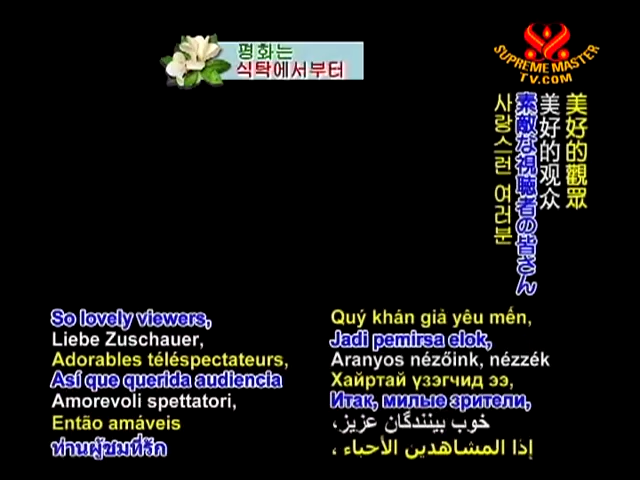 평화는
식탁에서부터
SUPREME MASTER
TV.COM
美好的觀眾
美好的观众
素敵な視聴者の皆さん
사랑스런 여러분
So lovely viewers,
Liebe Zuschauer,
Adorables téléspectateurs,
Así que querida audiencia
Amorevoli spettatori,
Então amáveis
ท่านผู้ชมที่รัก
Quý khán giả yêu mến,
Jadi pemirsa elok,
Aranyos nézőink, nézzék
Хайртай үзэгчид ээ,
Итак, милые зрители,
خوب بینندگان عزیز،
إذا المشاهدين الأحباء ،